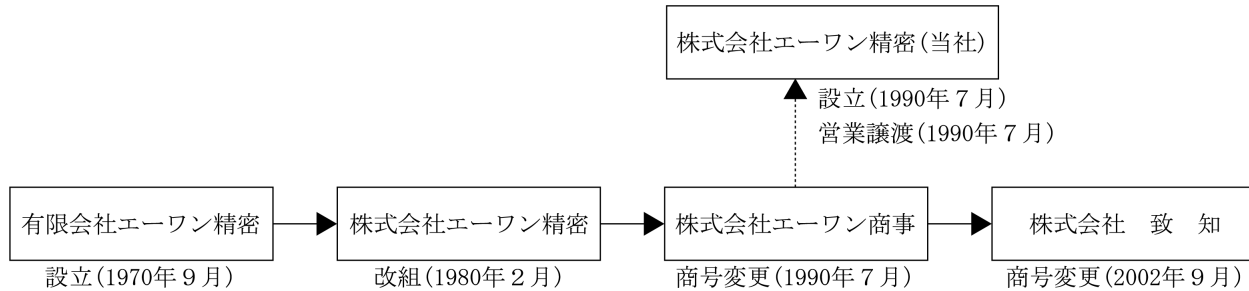 株式会社エーワン精密(当社)
設立(1990年７月)
営業譲渡(1990年７月)
有限会社エーワン精密
株式会社エーワン精密
株式会社エーワン商事
株式会社　致　知
設立(1970年９月)
改組(1980年２月)
商号変更(1990年７月)
商号変更(2002年９月)